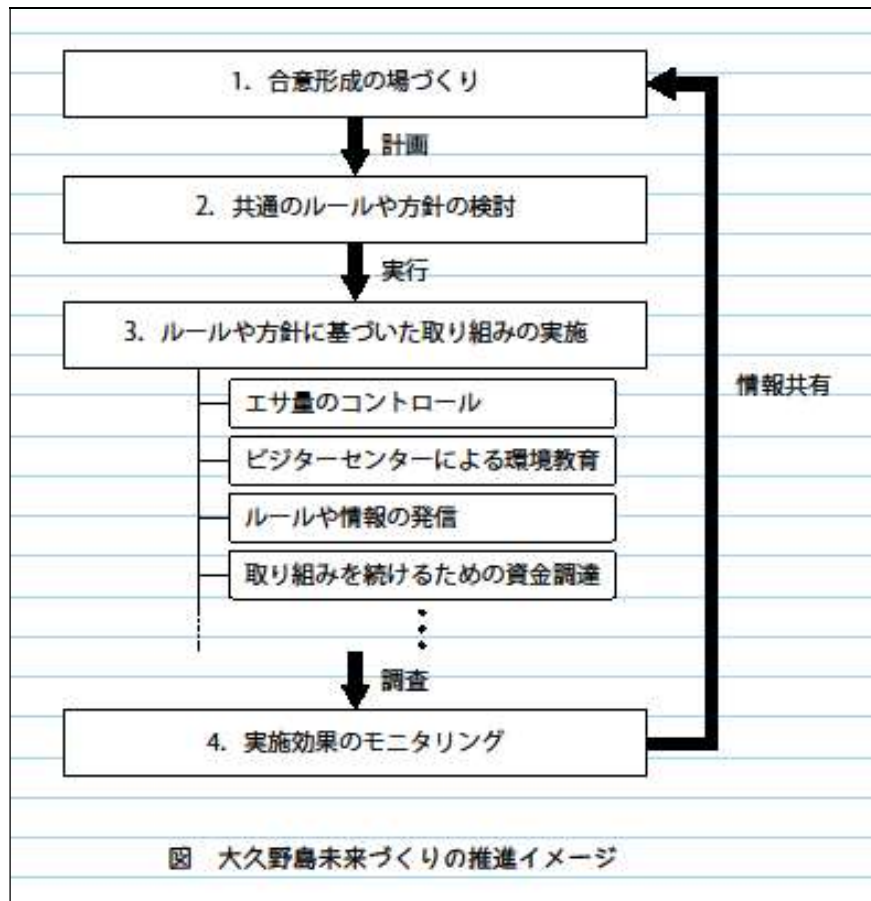 1. 合意形成の場づくり
計画
2. 共通のルールや方針の検討
実行
3. ルールや方針に基づいた取り組みの実施
エサ量のコントロール
ビジターセンターによる環境教育
ルールや情報の発信
取り組みを続けるための資金調達
調査
4. 実施効果のモニタリング
情報共有
図 大久野島未来づくりの推進イメージ